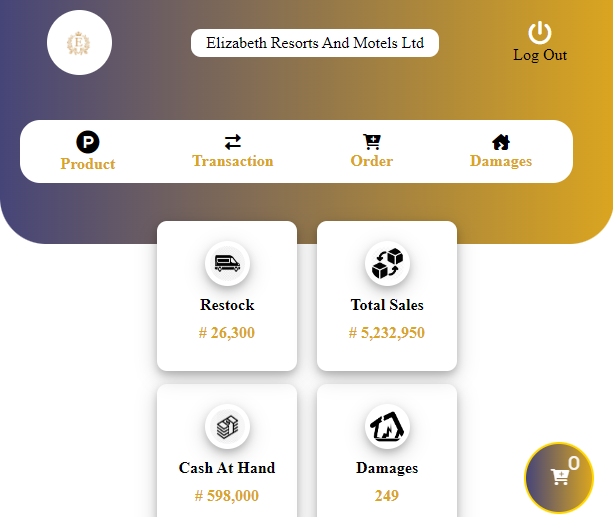 E
Elizabeth Resorts And Motels Ltd
Log Out
P
Product
Transaction
Order
Damages
Restock
# 26,300
Total Sales
# 5,232,950
Cash At Hand
# 598,000
Damages
249
0